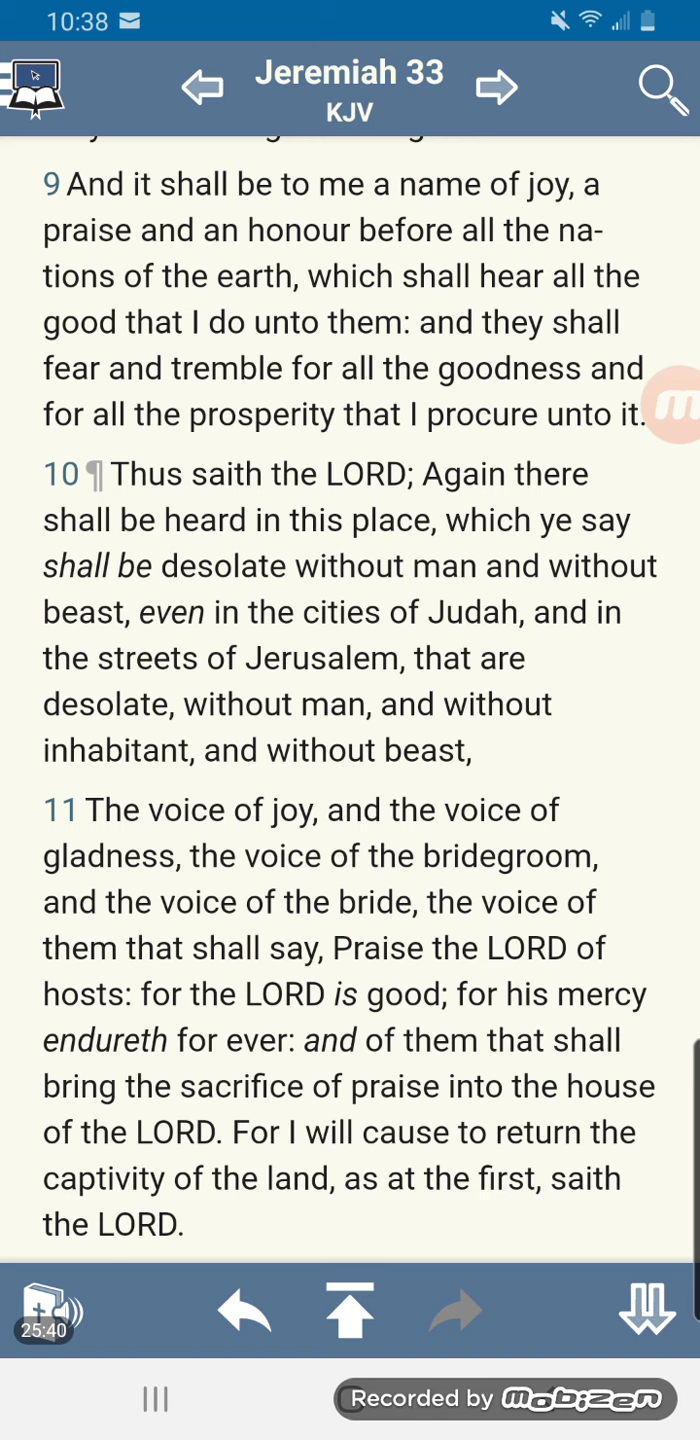 10:38
Jeremiah 33
KJV
9 And it shall be to me a name of joy, a
praise and an honour before all the na-
tions of the earth, which shall hear all the
good that I do unto them: and they shall
fear and tremble for all the goodness and
for all the prosperity that I procure unto it.
10 ¶ Thus saith the LORD; Again there
shall be heard in this place, which ye say
shall be desolate without man and without
beast, even in the cities of Judah, and in
the streets of Jerusalem, that are
desolate, without man, and without
inhabitant, and without beast,
11 The voice of joy, and the voice of
gladness, the voice of the bridegroom,
and the voice of the bride, the voice of
them that shall say, Praise the LORD of
hosts: for the LORD is good; for his mercy
endureth for ever: and of them that shall
bring the sacrifice of praise into the house
of the LORD. For I will cause to return the
captivity of the land, as at the first, saith
the LORD.
25:40
Recorded by mobizen